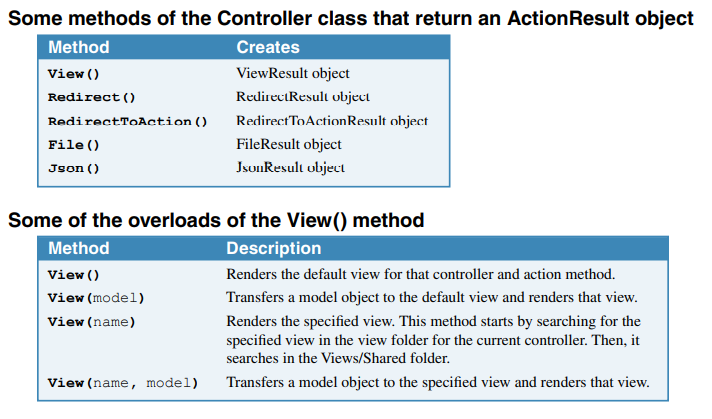 Some methods of the Controller class that return an ActionResult object
Method Creates
View() ViewResult object
Redirect() RedirectResult object
RedirectToAction() RedirectToActionResult object
File() FileResult object
Json() JsonResult object
Some of the overloads of the View() method
Method Description
View() Renders the default view for that controller and action method.
View(model) Transfers a model object to the default view and renders that view.
View(name) Renders the specified view. This method starts by searching for the
specified view in the view folder for the current controller. Then, it
searches in the Views/Shared folder.
View(name, model) Transfers a model object to the specified view and renders that view.